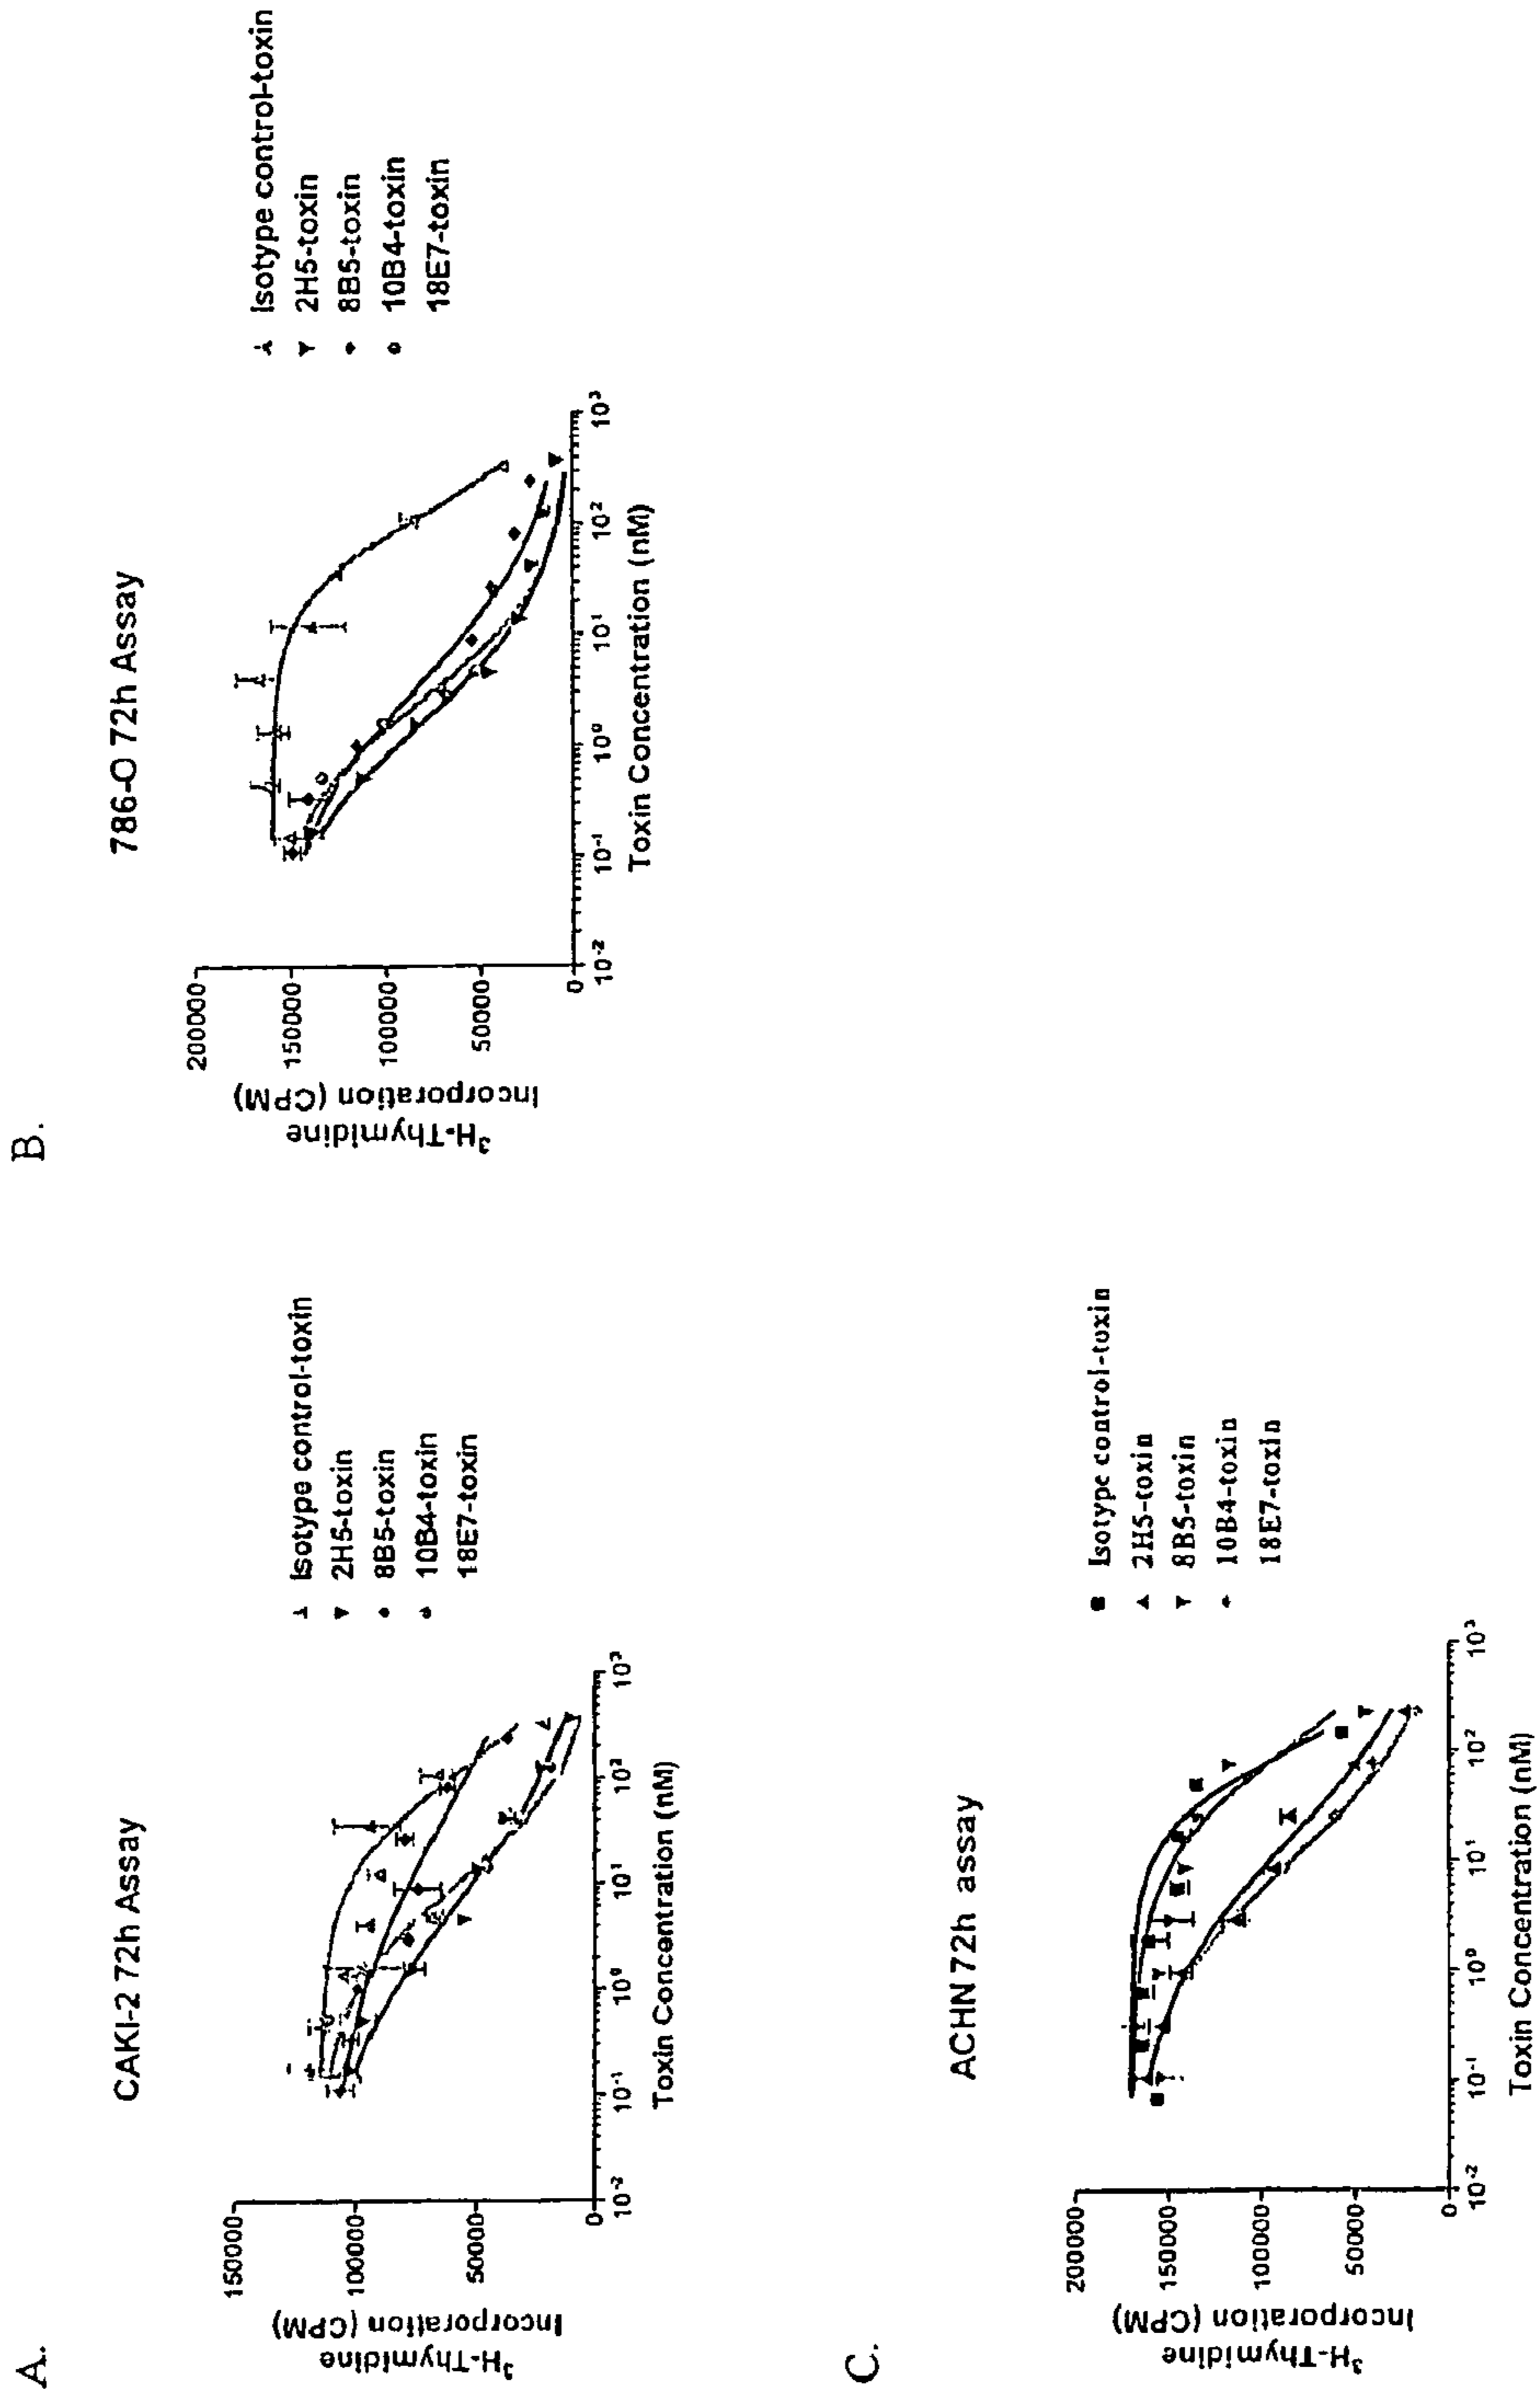 A.
CAKI-2 72h Assay
³H-Thymidine
Incorporation (CPM)
150000
100000
50000
0
10⁻²
10⁻¹
10⁰
10¹
10²
10³
Toxin Concentration (nM)
Isotype control-toxin
2H5-toxin
8B5-toxin
10B4-toxin
18E7-toxin
B.
786-O 72h Assay
³H-Thymidine
Incorporation (CPM)
200000
150000
100000
50000
0
10⁻²
10⁻¹
10⁰
10¹
10²
10³
Toxin Concentration (nM)
Isotype control-toxin
2H5-toxin
8B5-toxin
10B4-toxin
18E7-toxin
C.
ACHN 72h assay
³H-Thymidine
Incorporation (CPM)
200000
150000
100000
50000
0
10⁻²
10⁻¹
10⁰
10¹
10²
10³
Toxin Concentration (nM)
Isotype control-toxin
2H5-toxin
8B5-toxin
10B4-toxin
18E7-toxin